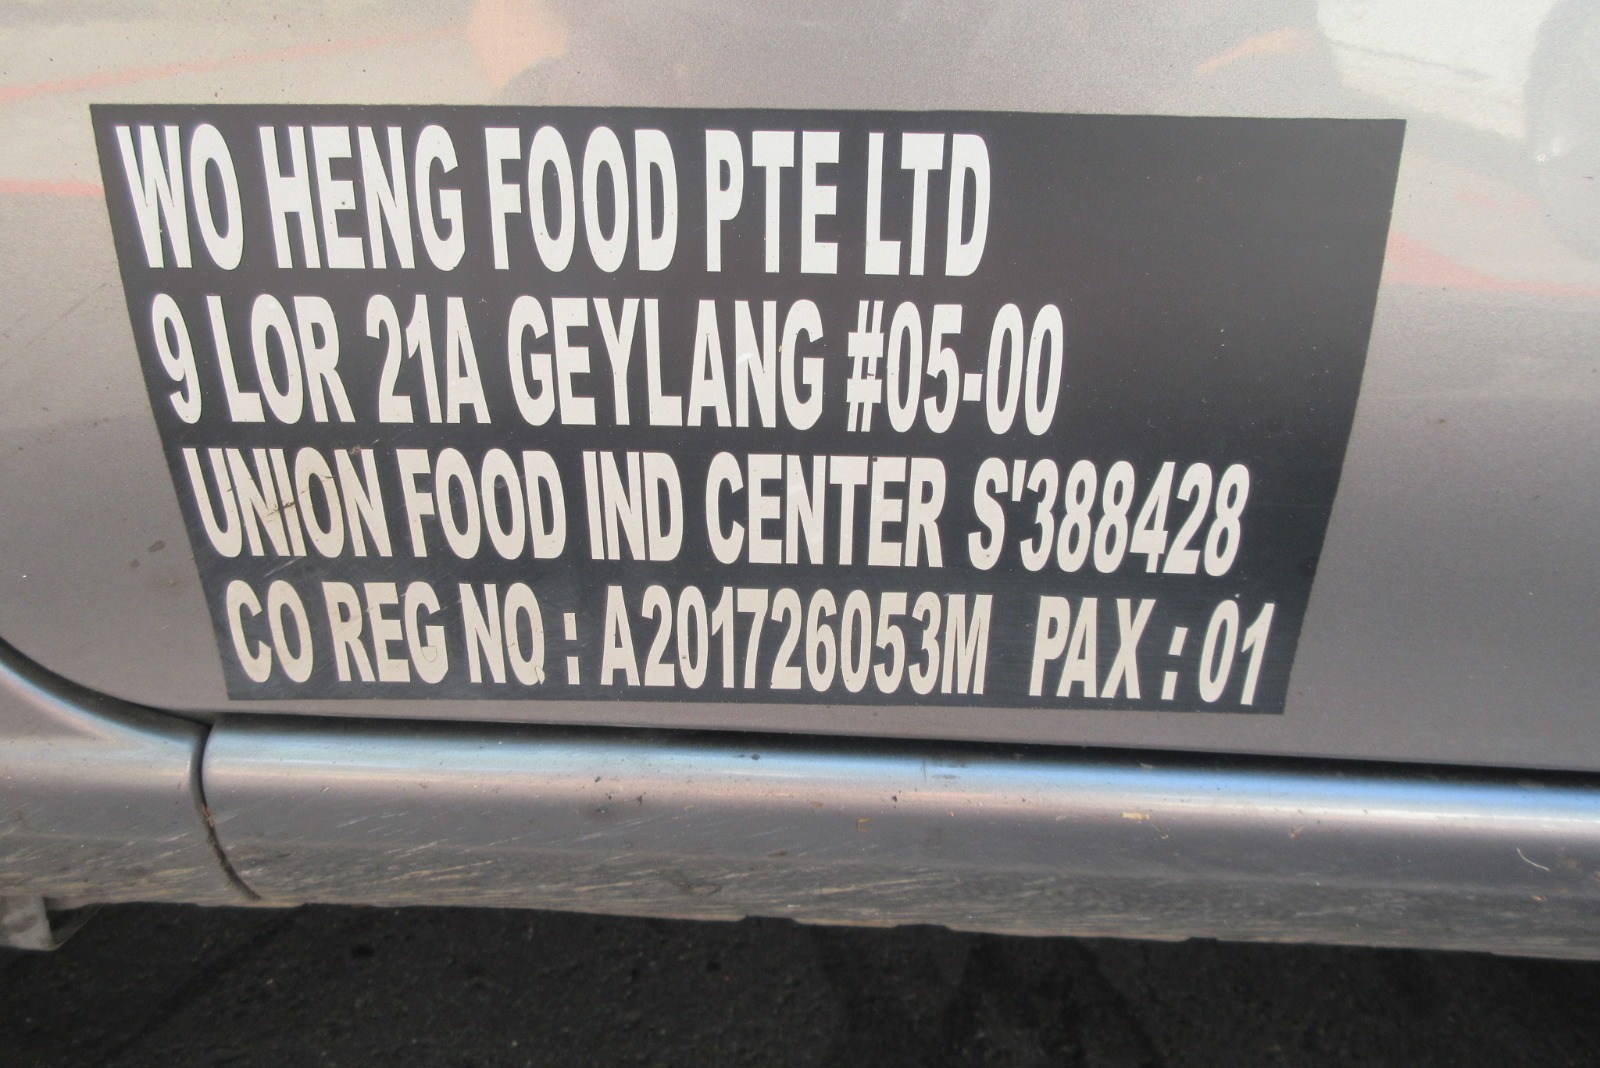 WO HENG FOOD PTE LTD
9 LOR 21A GEYLANG #05-00
UNION FOOD IND CENTER S'388428
CO REG NO : A201726053M PAX : 01